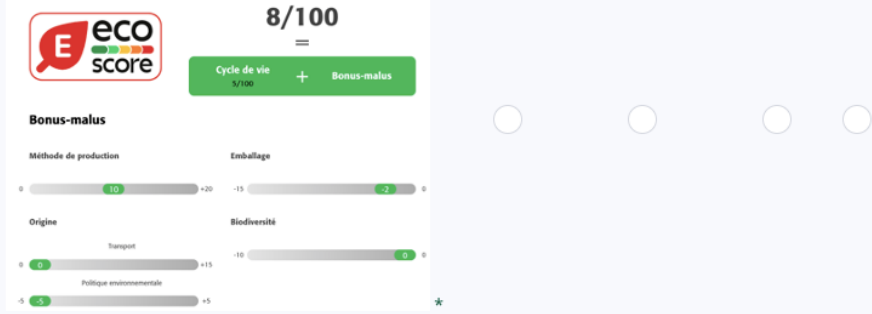 E eco score
8/100
=
Cycle de vie + Bonus-malus
5/100
Bonus-malus
Méthode de production
0 10 +20
Emballage
-15 -2 0
Origine
Transport
0 0 +15
Politique environnementale
-5 -5 +5
Biodiversité
-10 0 0
*